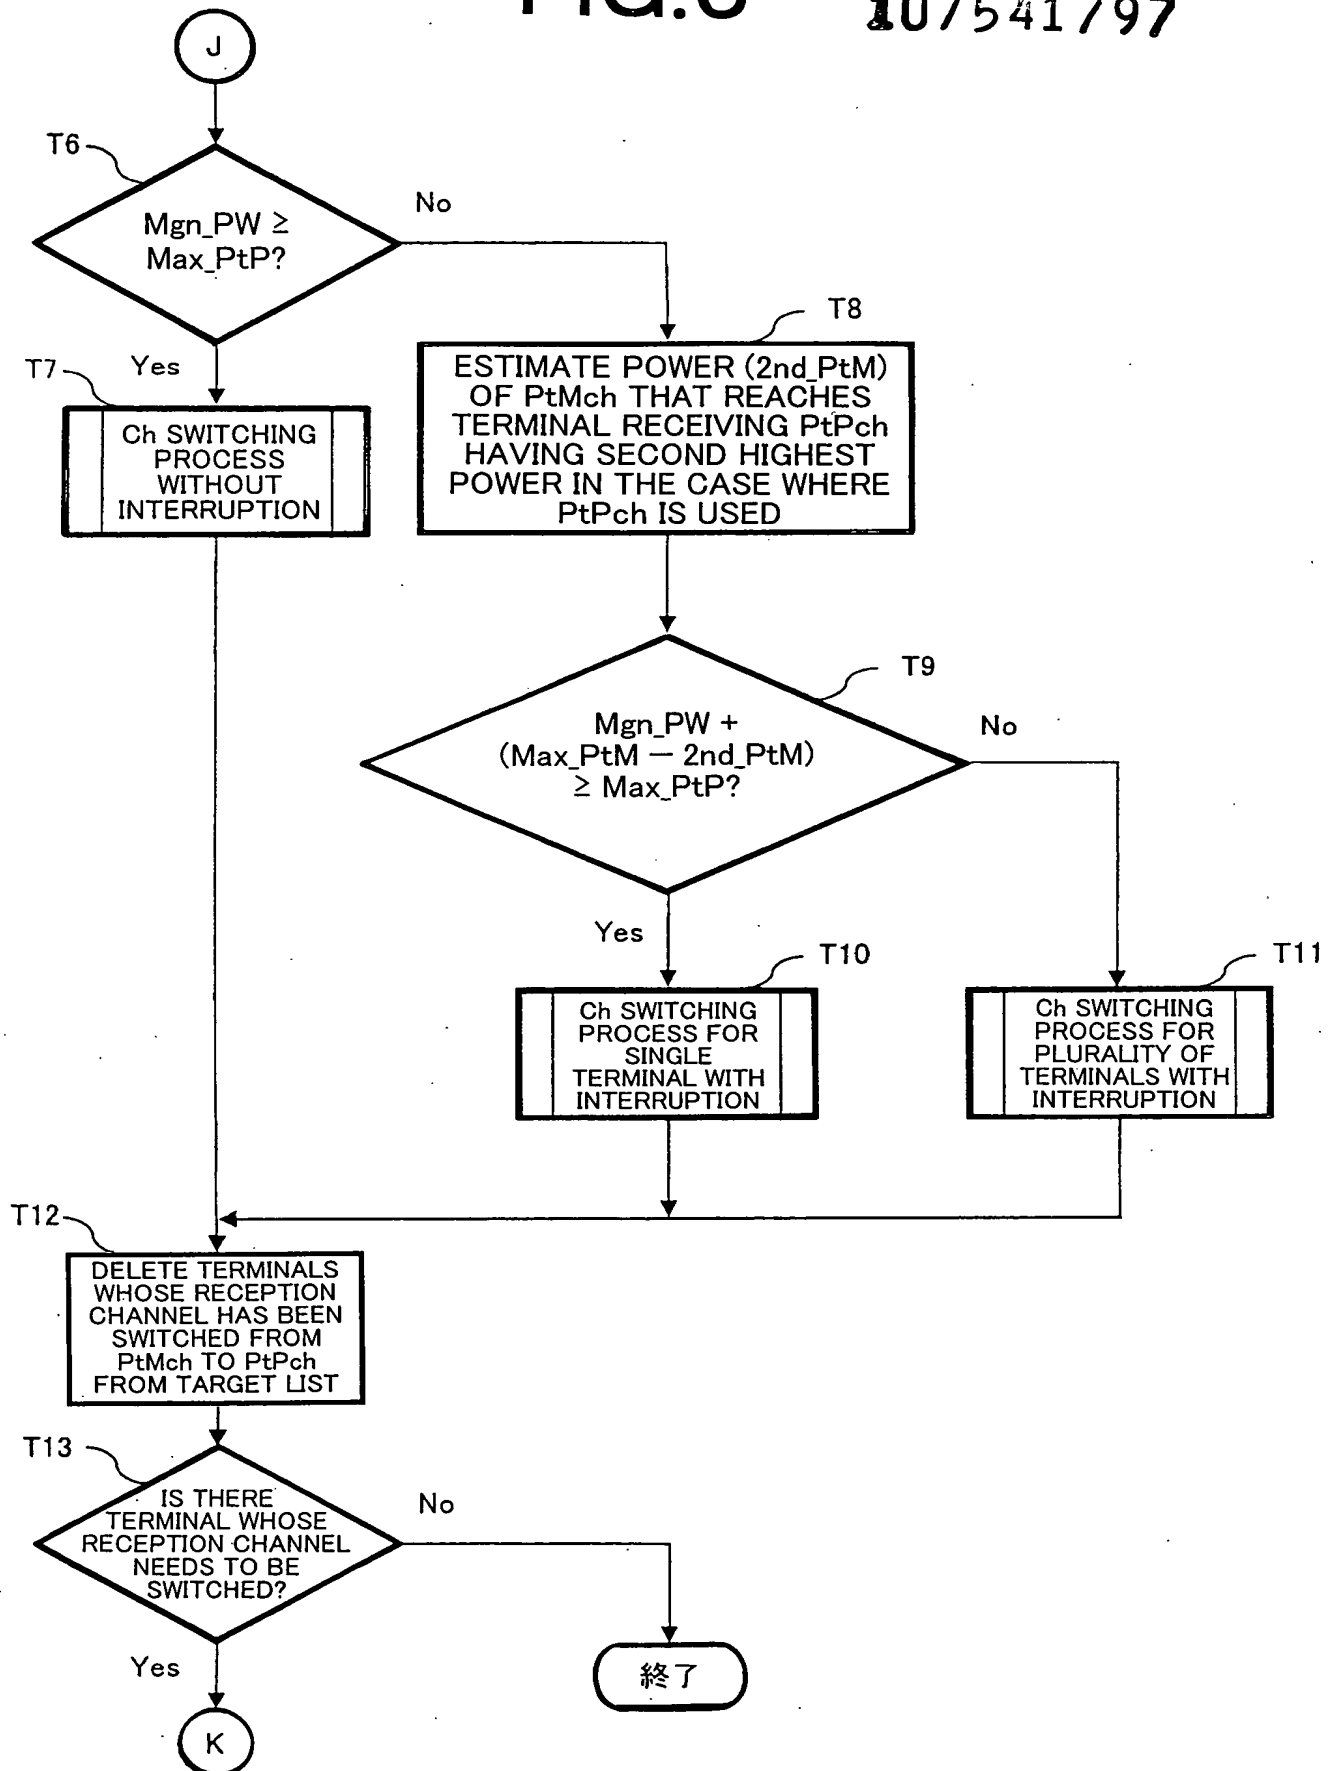 107541797
J
T6
Mgn_PW ≥
Max_PtP?
No
Yes
T7
Ch SWITCHING
PROCESS
WITHOUT
INTERRUPTION
T8
ESTIMATE POWER (2nd_PtM)
OF PtMch THAT REACHES
TERMINAL RECEIVING PtPch
HAVING SECOND HIGHEST
POWER IN THE CASE WHERE
PtPch IS USED
T9
Mgn_PW +
(Max_PtM − 2nd_PtM)
≥ Max_PtP?
No
Yes
T10
Ch SWITCHING
PROCESS FOR
SINGLE
TERMINAL WITH
INTERRUPTION
T11
Ch SWITCHING
PROCESS FOR
PLURALITY OF
TERMINALS WITH
INTERRUPTION
T12
DELETE TERMINALS
WHOSE RECEPTION
CHANNEL HAS BEEN
SWITCHED FROM
PtMch TO PtPch
FROM TARGET LIST
T13
IS THERE
TERMINAL WHOSE
RECEPTION CHANNEL
NEEDS TO BE
SWITCHED?
No
Yes
終了
K